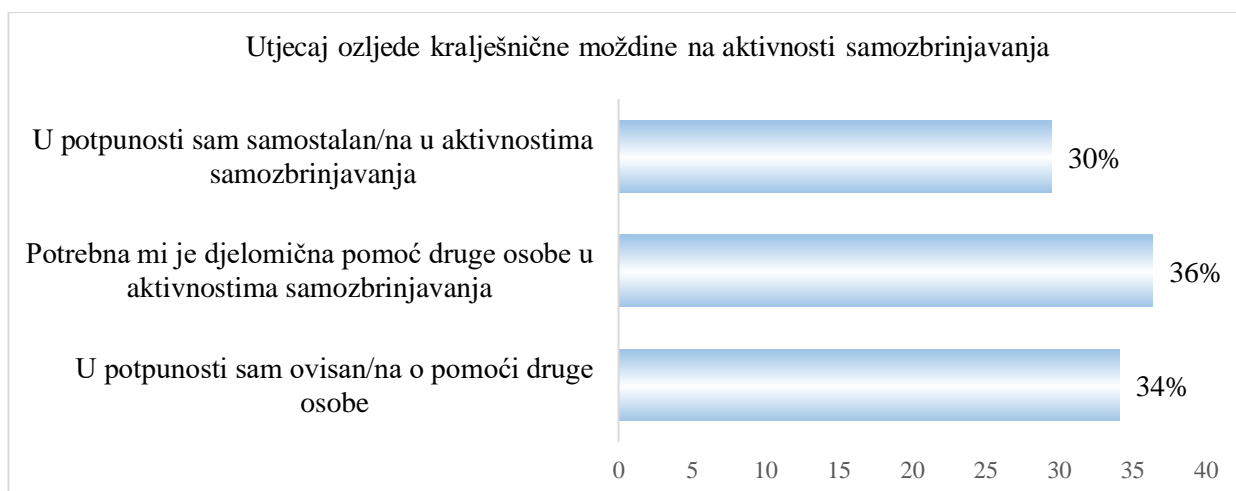 Utjecaj ozljede kralješnične moždine na aktivnosti samozbrinjavanja
U potpunosti sam samostalan/na u aktivnostima
samozbrinjavanja
30%
Potrebna mi je djelomična pomoć druge osobe u
aktivnostima samozbrinjavanja
36%
U potpunosti sam ovisan/na o pomoći druge
osobe
34%
0 5 10 15 20 25 30 35 40